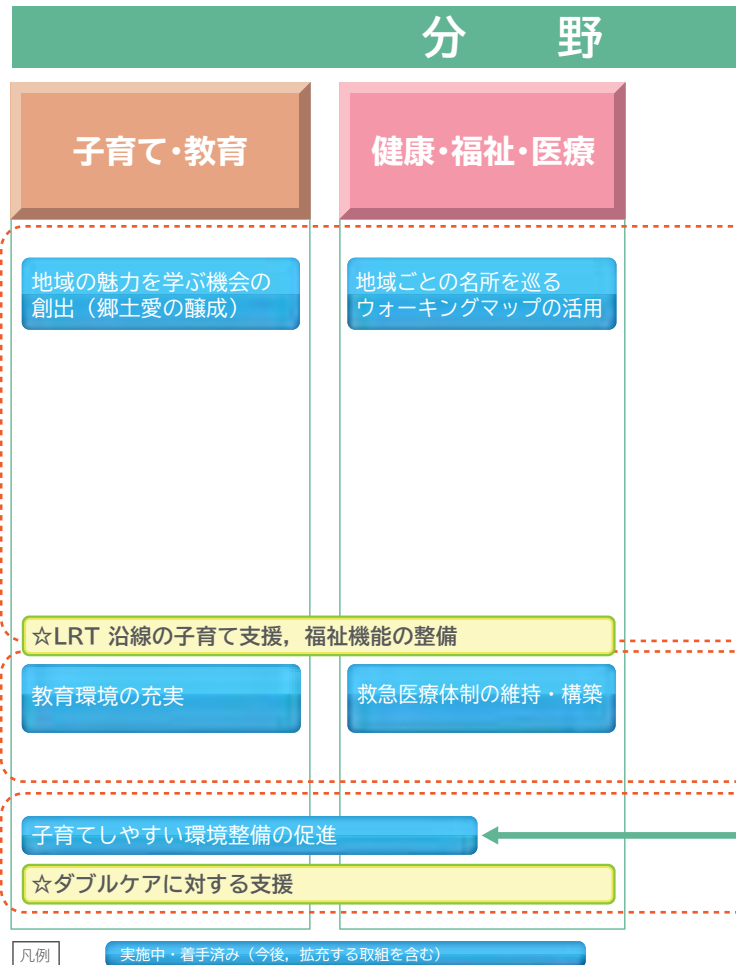 分　野
子育て・教育
健康・福祉・医療
地域の魅力を学ぶ機会の
創出（郷土愛の醸成）
地域ごとの名所を巡る
ウォーキングマップの活用
☆LRT 沿線の子育て支援，福祉機能の整備
教育環境の充実
救急医療体制の維持・構築
子育てしやすい環境整備の促進
☆ダブルケアに対する支援
凡例
実施中・着手済み（今後，拡充する取組を含む）